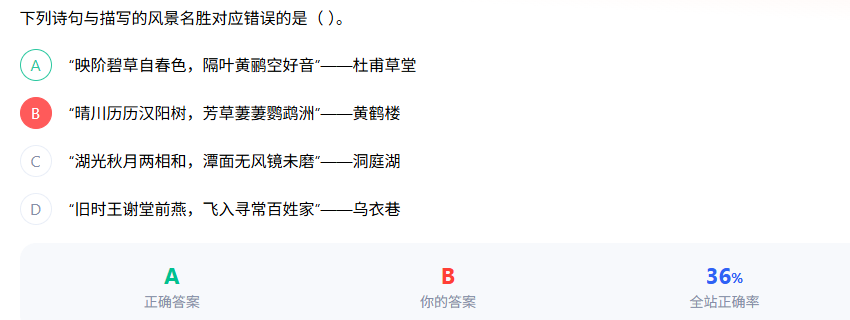 下列诗句与描写的风景名胜对应错误的是（ ）。
A “映阶碧草自春色，隔叶黄鹂空好音”——杜甫草堂
B “晴川历历汉阳树，芳草萋萋鹦鹉洲”——黄鹤楼
C “湖光秋月两相和，潭面无风镜未磨”——洞庭湖
D “旧时王谢堂前燕，飞入寻常百姓家”——乌衣巷
A B 36%
正确答案 你的答案 全站正确率